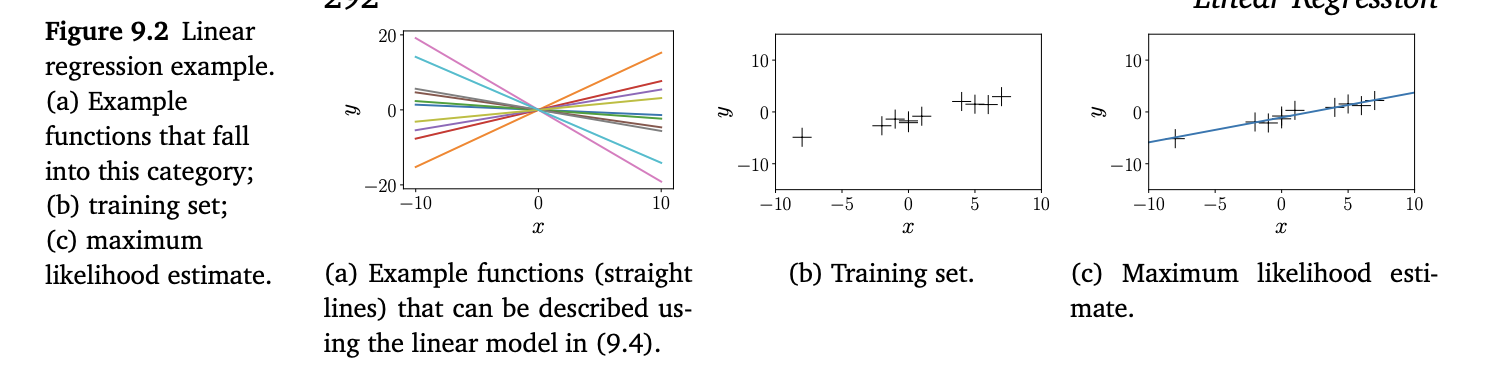 292
Linear Regression
Figure 9.2 Linear
regression example.
(a) Example
functions that fall
into this category;
(b) training set;
(c) maximum
likelihood estimate.
20
0
−20
y
−10 0 10
x
(a) Example functions (straight
lines) that can be described us-
ing the linear model in (9.4).
10
0
−10
y
−10 −5 0 5 10
x
(b) Training set.
10
0
−10
y
−10 −5 0 5 10
x
(c) Maximum likelihood esti-
mate.